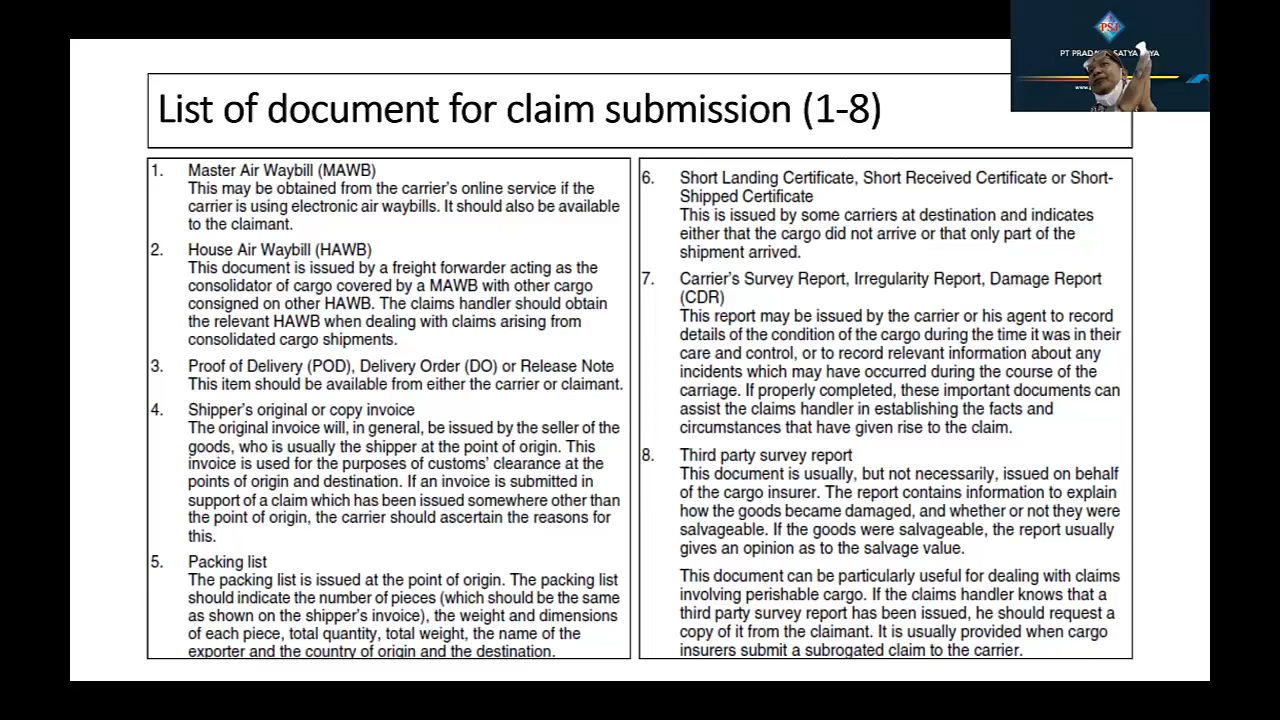 PSJ
PT PRADANA SATYA
www.
List of document for claim submission (1-8)
1. Master Air Waybill (MAWB)
This may be obtained from the carrier's online service if the
carrier is using electronic air waybills. It should also be available
to the claimant.
2. House Air Waybill (HAWB)
This document is issued by a freight forwarder acting as the
consolidator of cargo covered by a MAWB with other cargo
consigned on other HAWB. The claims handler should obtain
the relevant HAWB when dealing with claims arising from
consolidated cargo shipments.
3. Proof of Delivery (POD), Delivery Order (DO) or Release Note
This item should be available from either the carrier or claimant.
4. Shipper's original or copy invoice
The original invoice will, in general, be issued by the seller of the
goods, who is usually the shipper at the point of origin. This
invoice is used for the purposes of customs' clearance at the
points of origin and destination. If an invoice is submitted in
support of a claim which has been issued somewhere other than
the point of origin, the carrier should ascertain the reasons for
this.
5. Packing list
The packing list is issued at the point of origin. The packing list
should indicate the number of pieces (which should be the same
as shown on the shipper's invoice), the weight and dimensions
of each piece, total quantity, total weight, the name of the
exporter and the country of origin and the destination.
6. Short Landing Certificate, Short Received Certificate or Short-
Shipped Certificate
This is issued by some carriers at destination and indicates
either that the cargo did not arrive or that only part of the
shipment arrived.
7. Carrier's Survey Report, Irregularity Report, Damage Report
(CDR)
This report may be issued by the carrier or his agent to record
details of the condition of the cargo during the time it was in their
care and control, or to record relevant information about any
incidents which may have occurred during the course of the
carriage. If properly completed, these important documents can
assist the claims handler in establishing the facts and
circumstances that have given rise to the claim.
8. Third party survey report
This document is usually, but not necessarily, issued on behalf
of the cargo insurer. The report contains information to explain
how the goods became damaged, and whether or not they were
salvageable. If the goods were salvageable, the report usually
gives an opinion as to the salvage value.
This document can be particularly useful for dealing with claims
involving perishable cargo. If the claims handler knows that a
third party survey report has been issued, he should request a
copy of it from the claimant. It is usually provided when cargo
insurers submit a subrogated claim to the carrier.